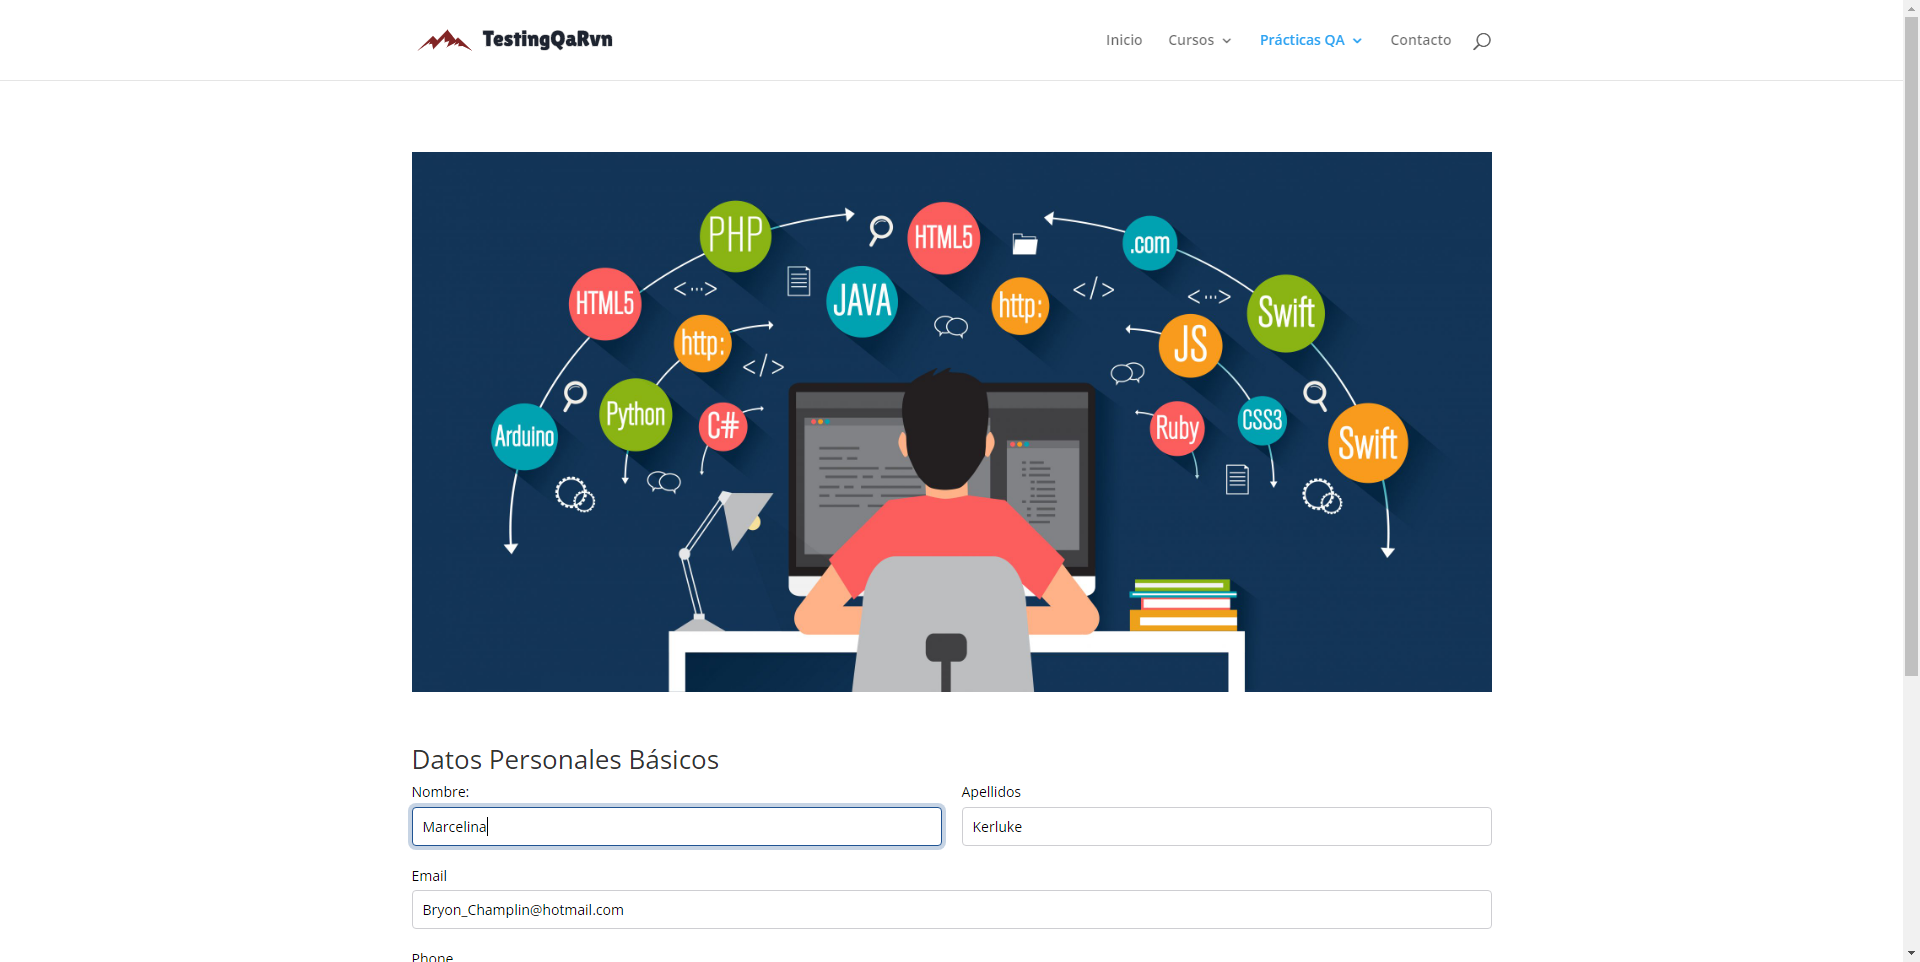 TestingQaRvn
Inicio Cursos Prácticas QA Contacto
PHP
HTML5
.com
HTML5
JAVA
http:
Swift
http:
JS
Python
C#
Ruby
CSS3
Arduino
Swift
Datos Personales Básicos
Nombre: Apellidos
Marcelina Kerluke
Email
Bryon_Champlin@hotmail.com
Phone